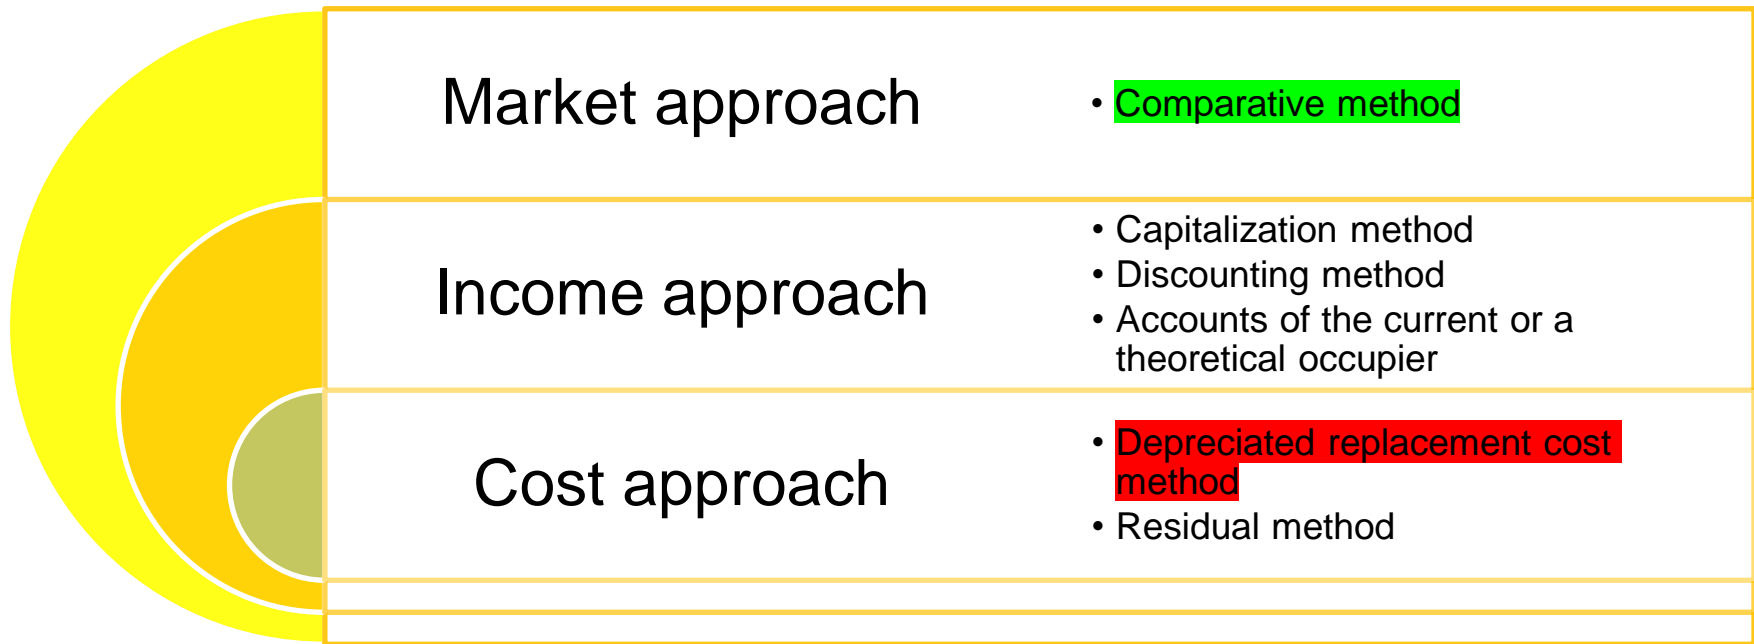 Market approach
• Comparative method
Income approach
• Capitalization method
• Discounting method
• Accounts of the current or a
theoretical occupier
Cost approach
• Depreciated replacement cost
method
• Residual method